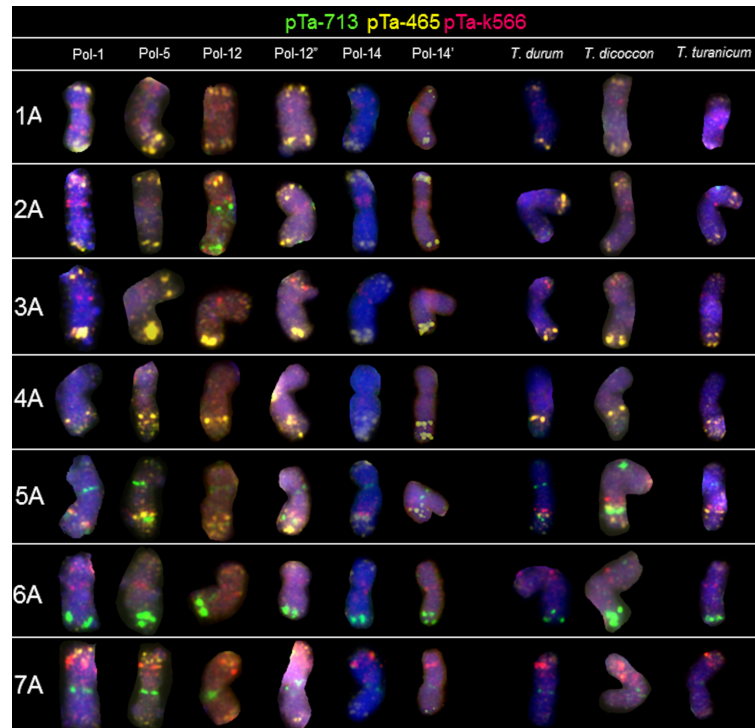 pTa-713 pTa-465 pTa-k566
Pol-1 Pol-5 Pol-12 Pol-12" Pol-14 Pol-14' T. durum T. dicoccon T. turanicum
1A
2A
3A
4A
5A
6A
7A